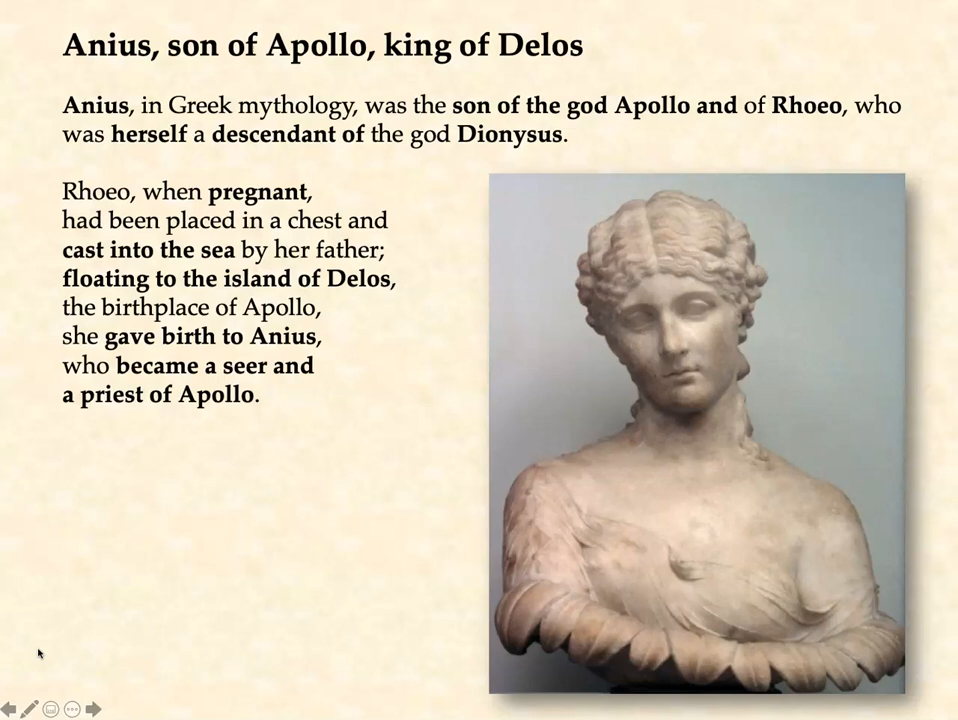 Anius, son of Apollo, king of Delos
Anius, in Greek mythology, was the son of the god Apollo and of Rhoeo, who
was herself a descendant of the god Dionysus.
Rhoeo, when pregnant,
had been placed in a chest and
cast into the sea by her father;
floating to the island of Delos,
the birthplace of Apollo,
she gave birth to Anius,
who became a seer and
a priest of Apollo.